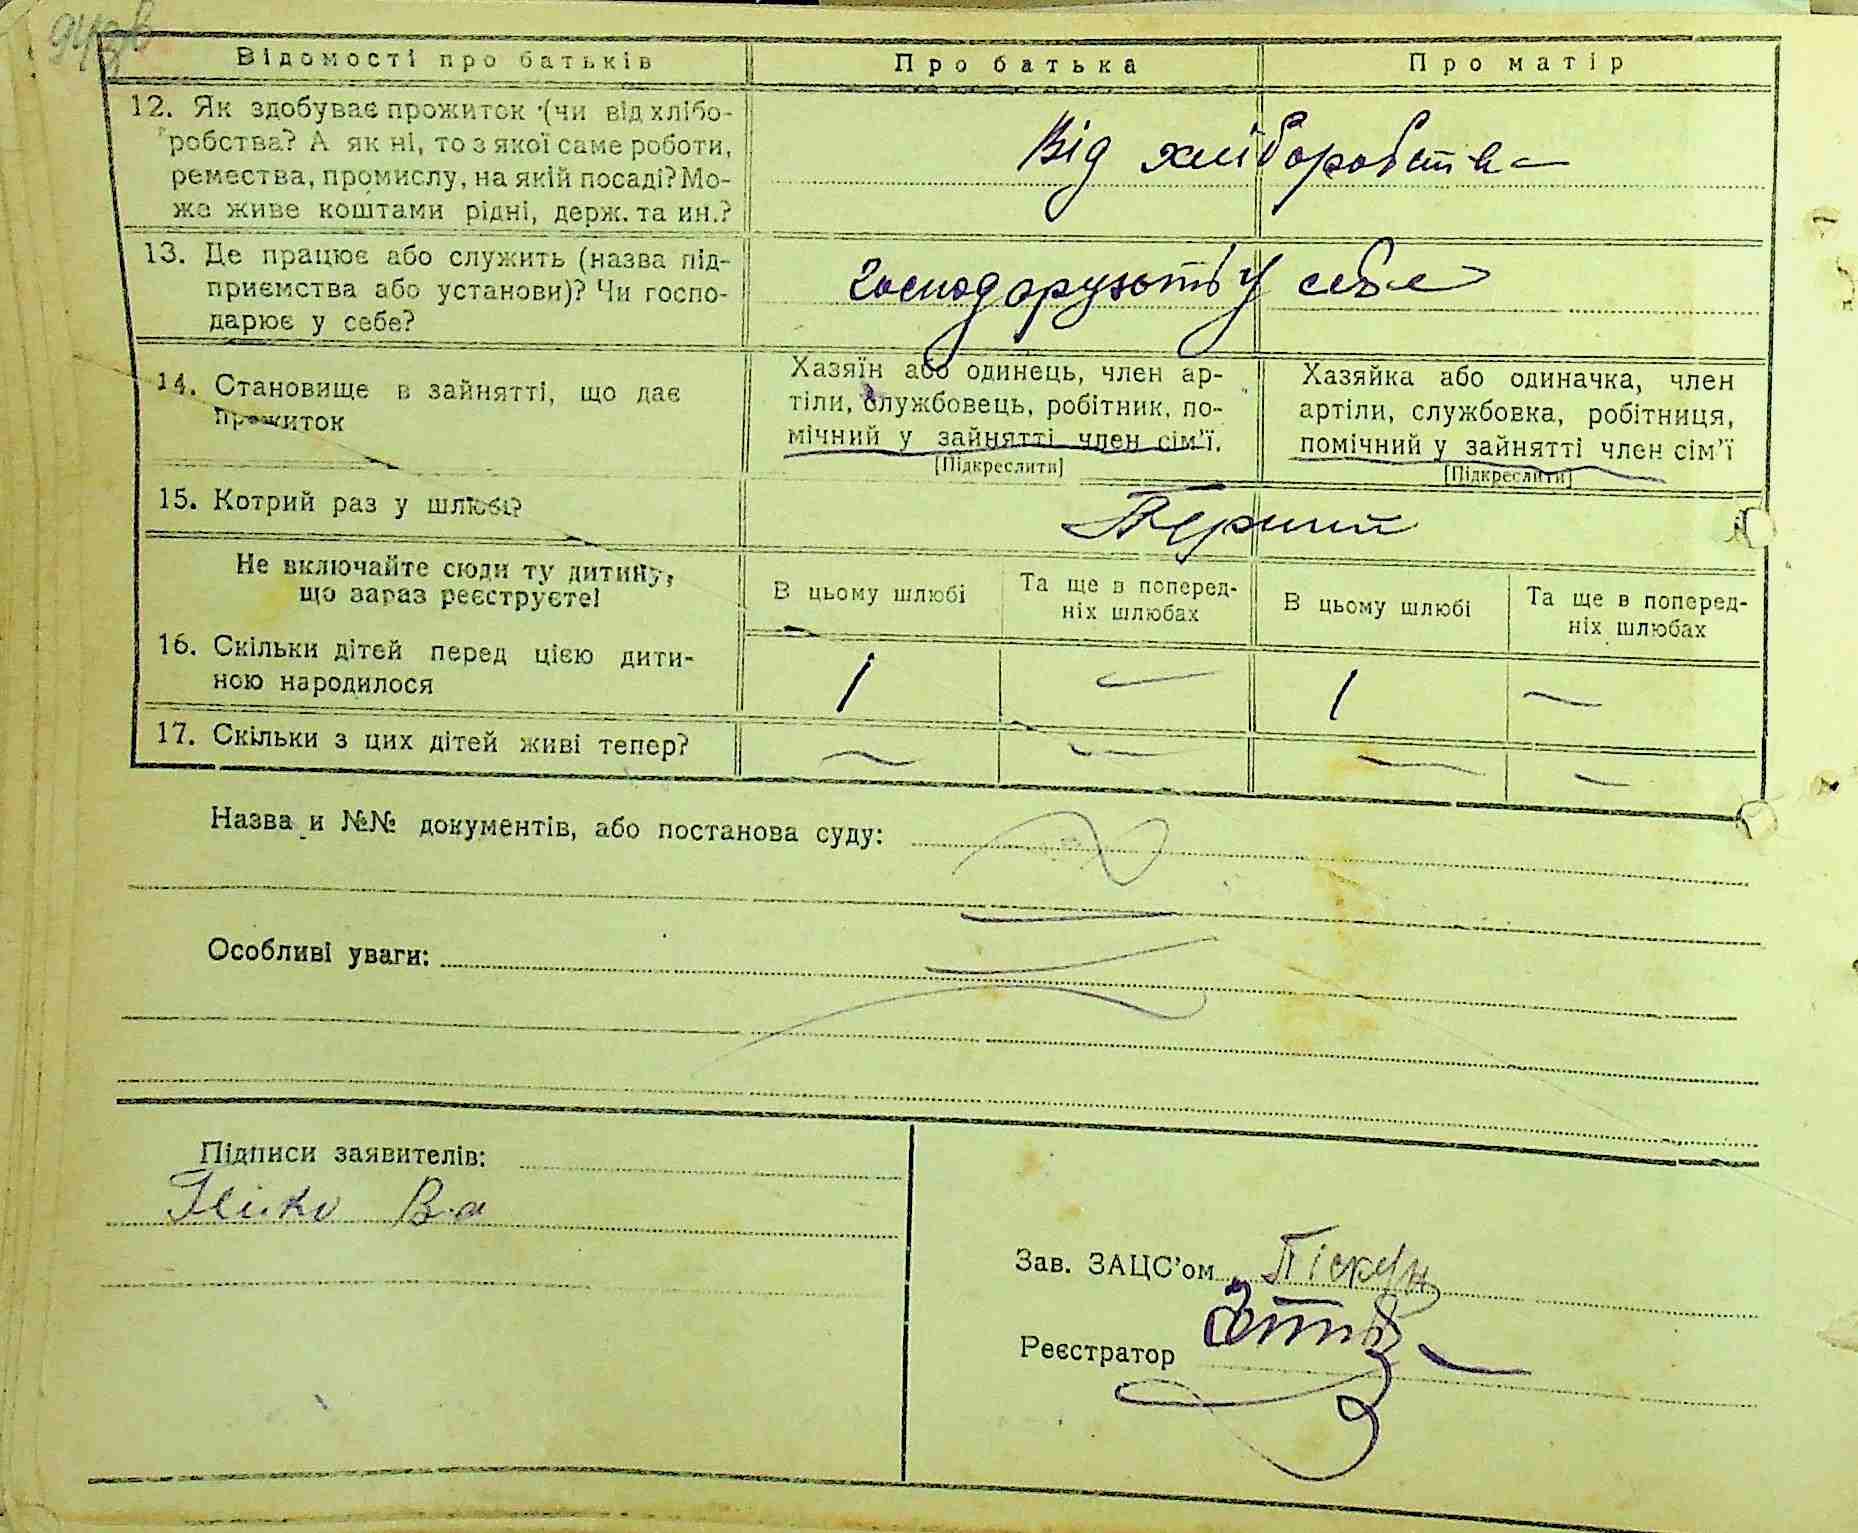 Відомості про батьків
Про батька
Про матір
12. Як здобуває прожиток (чи від хлібо-
робства? А як ні, то з якої саме роботи,
ремества, промислу, на якій посаді? Мо-
же живе коштами рідні, держ. та ин.?
Від хліборобства
13. Де працює або служить (назва під-
приємства або установи)? Чи госпо-
дарює у себе?
Господарузоть у себе
14. Становище в зайнятті, що дає
прожиток
Хазяїн або одинець, член ар-
тіли, службовець, робітник, по-
мічний у зайнятті член сім'ї.
[Підкреслити]
Хазяйка або одиначка, член
артіли, службовка, робітниця,
помічний у зайнятті член сім'ї
[Підкреслити]
15. Котрий раз у шлюбі?
Перший
Не включайте сюди ту дитину,
що зараз реєструєте!
В цьому шлюбі
Та ще в поперед-
ніх шлюбах
В цьому шлюбі
Та ще в поперед-
ніх шлюбах
16. Скільки дітей перед цією дити-
ною народилося
1 — 1 —
17. Скільки з цих дітей живі тепер?
— — — —
Назва и №№ документів, або постанова суду:
Особливі уваги:
Підписи заявителів:
Зав. ЗАЦС'ом Піскун
Реєстратор